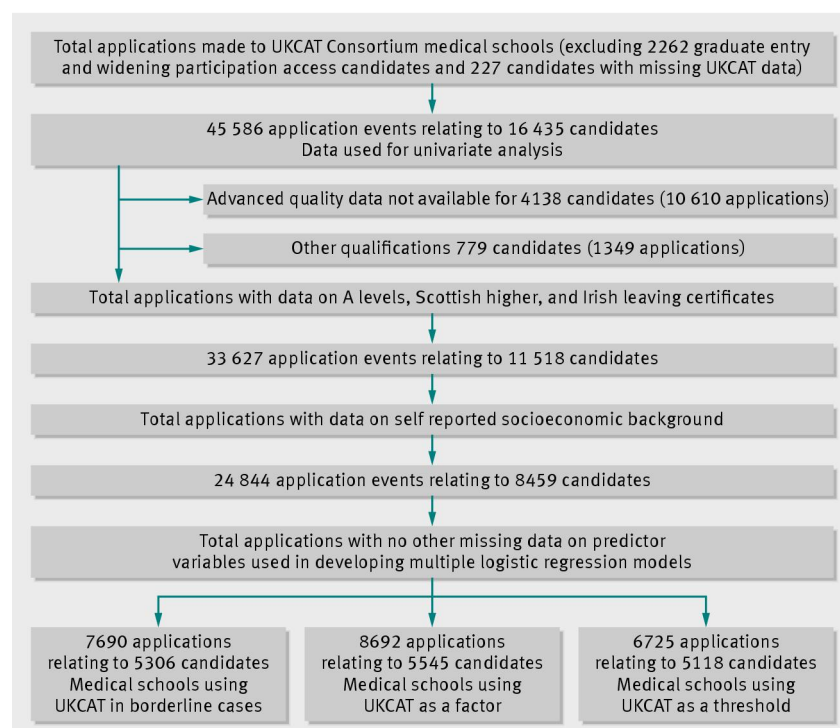 Total applications made to UKCAT Consortium medical schools (excluding 2262 graduate entry
and widening participation access candidates and 227 candidates with missing UKCAT data)
45 586 application events relating to 16 435 candidates
Data used for univariate analysis
Advanced quality data not available for 4138 candidates (10 610 applications)
Other qualifications 779 candidates (1349 applications)
Total applications with data on A levels, Scottish higher, and Irish leaving certificates
33 627 application events relating to 11 518 candidates
Total applications with data on self reported socioeconomic background
24 844 application events relating to 8459 candidates
Total applications with no other missing data on predictor
variables used in developing multiple logistic regression models
7690 applications
relating to 5306 candidates
Medical schools using
UKCAT in borderline cases
8692 applications
relating to 5545 candidates
Medical schools using
UKCAT as a factor
6725 applications
relating to 5118 candidates
Medical schools using
UKCAT as a threshold